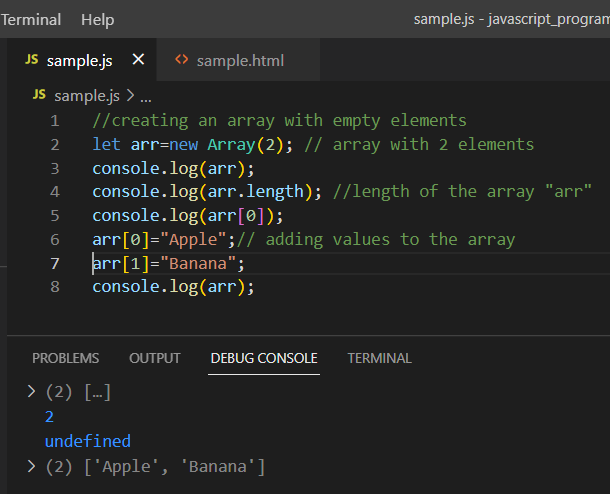 Terminal Help sample.js - javascript_program
JS sample.js × <> sample.html
JS sample.js > ...
1 //creating an array with empty elements
2 let arr=new Array(2); // array with 2 elements
3 console.log(arr);
4 console.log(arr.length); //length of the array "arr"
5 console.log(arr[0]);
6 arr[0]="Apple";// adding values to the array
7 arr[1]="Banana";
8 console.log(arr);
PROBLEMS OUTPUT DEBUG CONSOLE TERMINAL
> (2) […]
2
undefined
> (2) ['Apple', 'Banana']